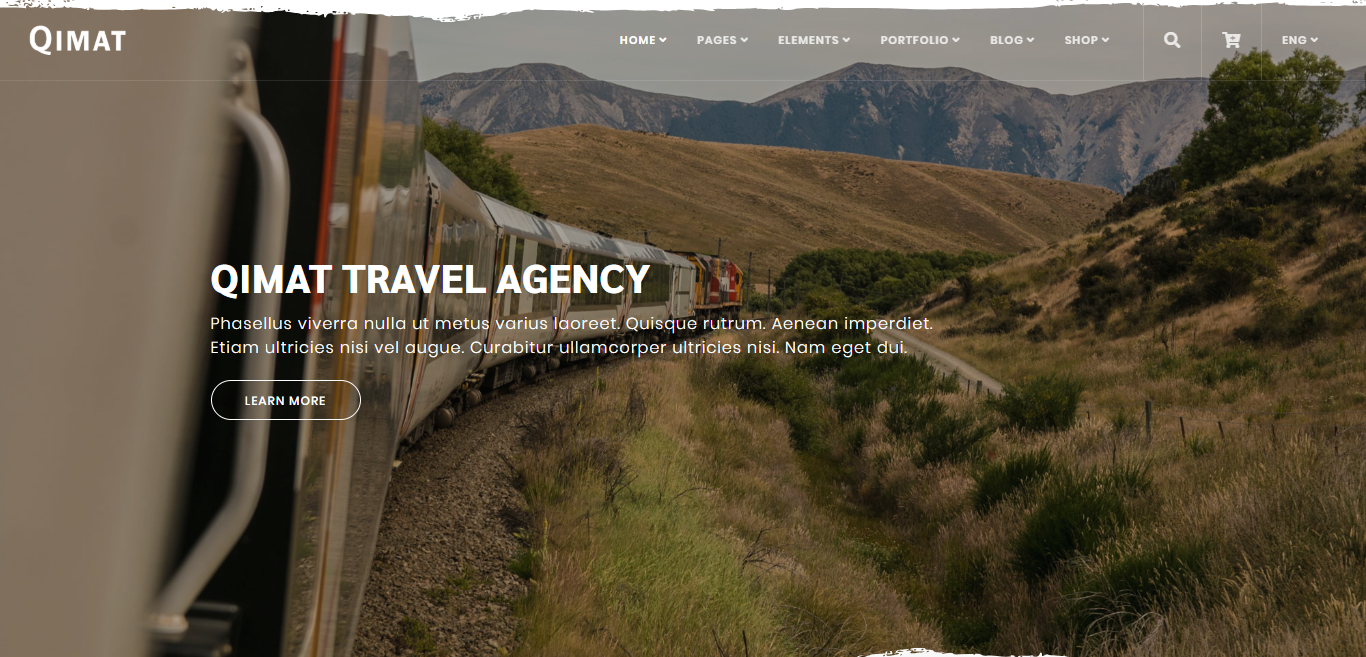 QIMAT
HOME PAGES ELEMENTS PORTFOLIO BLOG SHOP ENG
QIMAT TRAVEL AGENCY
Phasellus viverra nulla ut metus varius laoreet. Quisque rutrum. Aenean imperdiet.
Etiam ultricies nisi vel augue. Curabitur ullamcorper ultricies nisi. Nam eget dui.
LEARN MORE